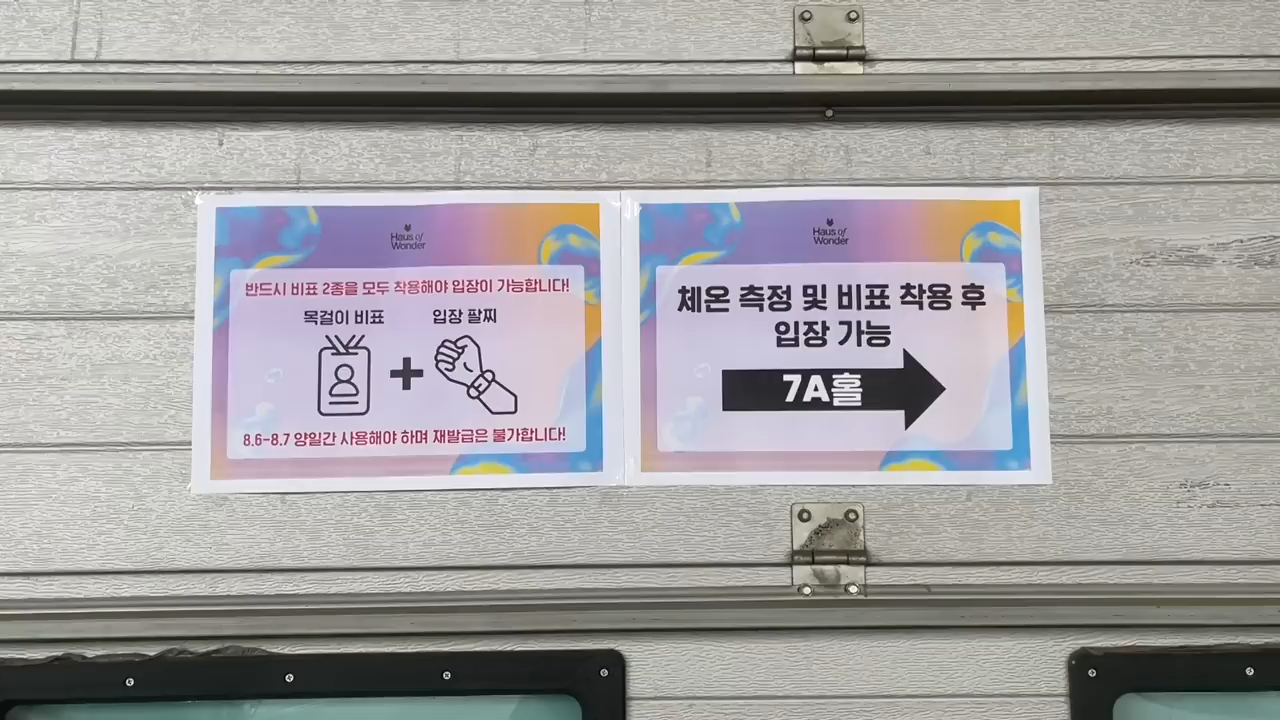 Haus of
Wonder
반드시 비표 2종을 모두 착용해야 입장이 가능합니다!
목걸이 비표
입장 팔찌
8.6-8.7 양일간 사용해야 하며 재발급은 불가합니다!
Haus of
Wonder
체온 측정 및 비표 착용 후
입장 가능
7A홀